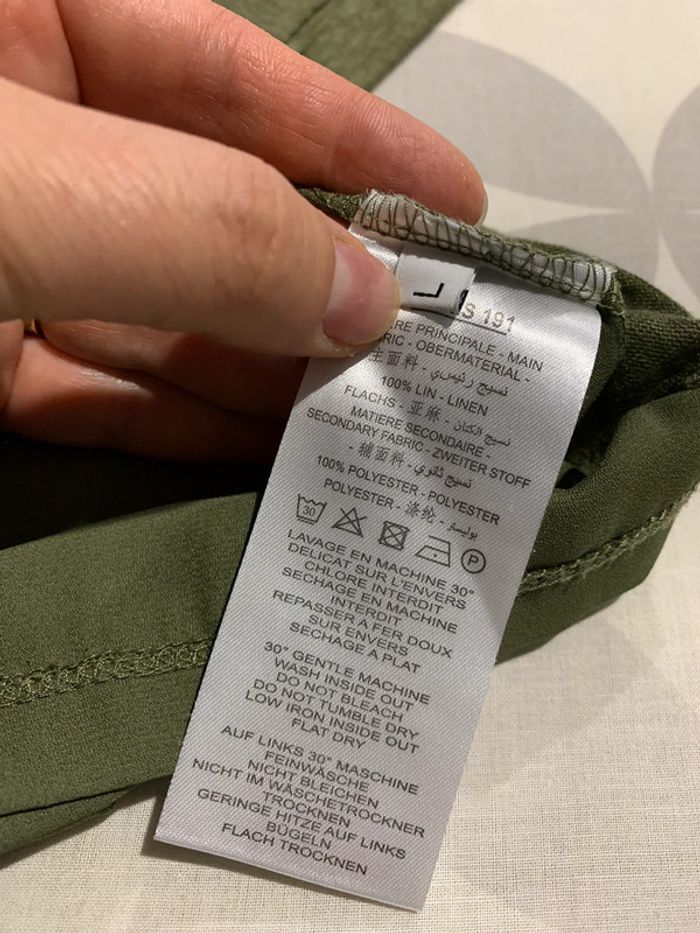 L
S 191
ERE PRINCIPALE - MAIN
RIC - OBERMATERIAL -
主面料 - نسيج رئيسي
100% LIN - LINEN
FLACHS - 亚麻 - نسيج الكتان
MATIERE SECONDAIRE -
SECONDARY FABRIC - ZWEITER STOFF
- 辅面料 - نسيج ثانوي
100% POLYESTER - POLYESTER
POLYESTER - 涤纶 - بوليستر
30
P
LAVAGE EN MACHINE 30°
DELICAT SUR L'ENVERS
CHLORE INTERDIT
SECHAGE EN MACHINE
INTERDIT
REPASSER A FER DOUX
SUR ENVERS
SECHAGE A PLAT
30° GENTLE MACHINE
WASH INSIDE OUT
DO NOT BLEACH
DO NOT TUMBLE DRY
LOW IRON INSIDE OUT
FLAT DRY
AUF LINKS 30° MASCHINE
FEINWÄSCHE
NICHT BLEICHEN
NICHT IM WÄSCHETROCKNER
TROCKNEN
GERINGE HITZE AUF LINKS
BÜGELN
FLACH TROCKNEN